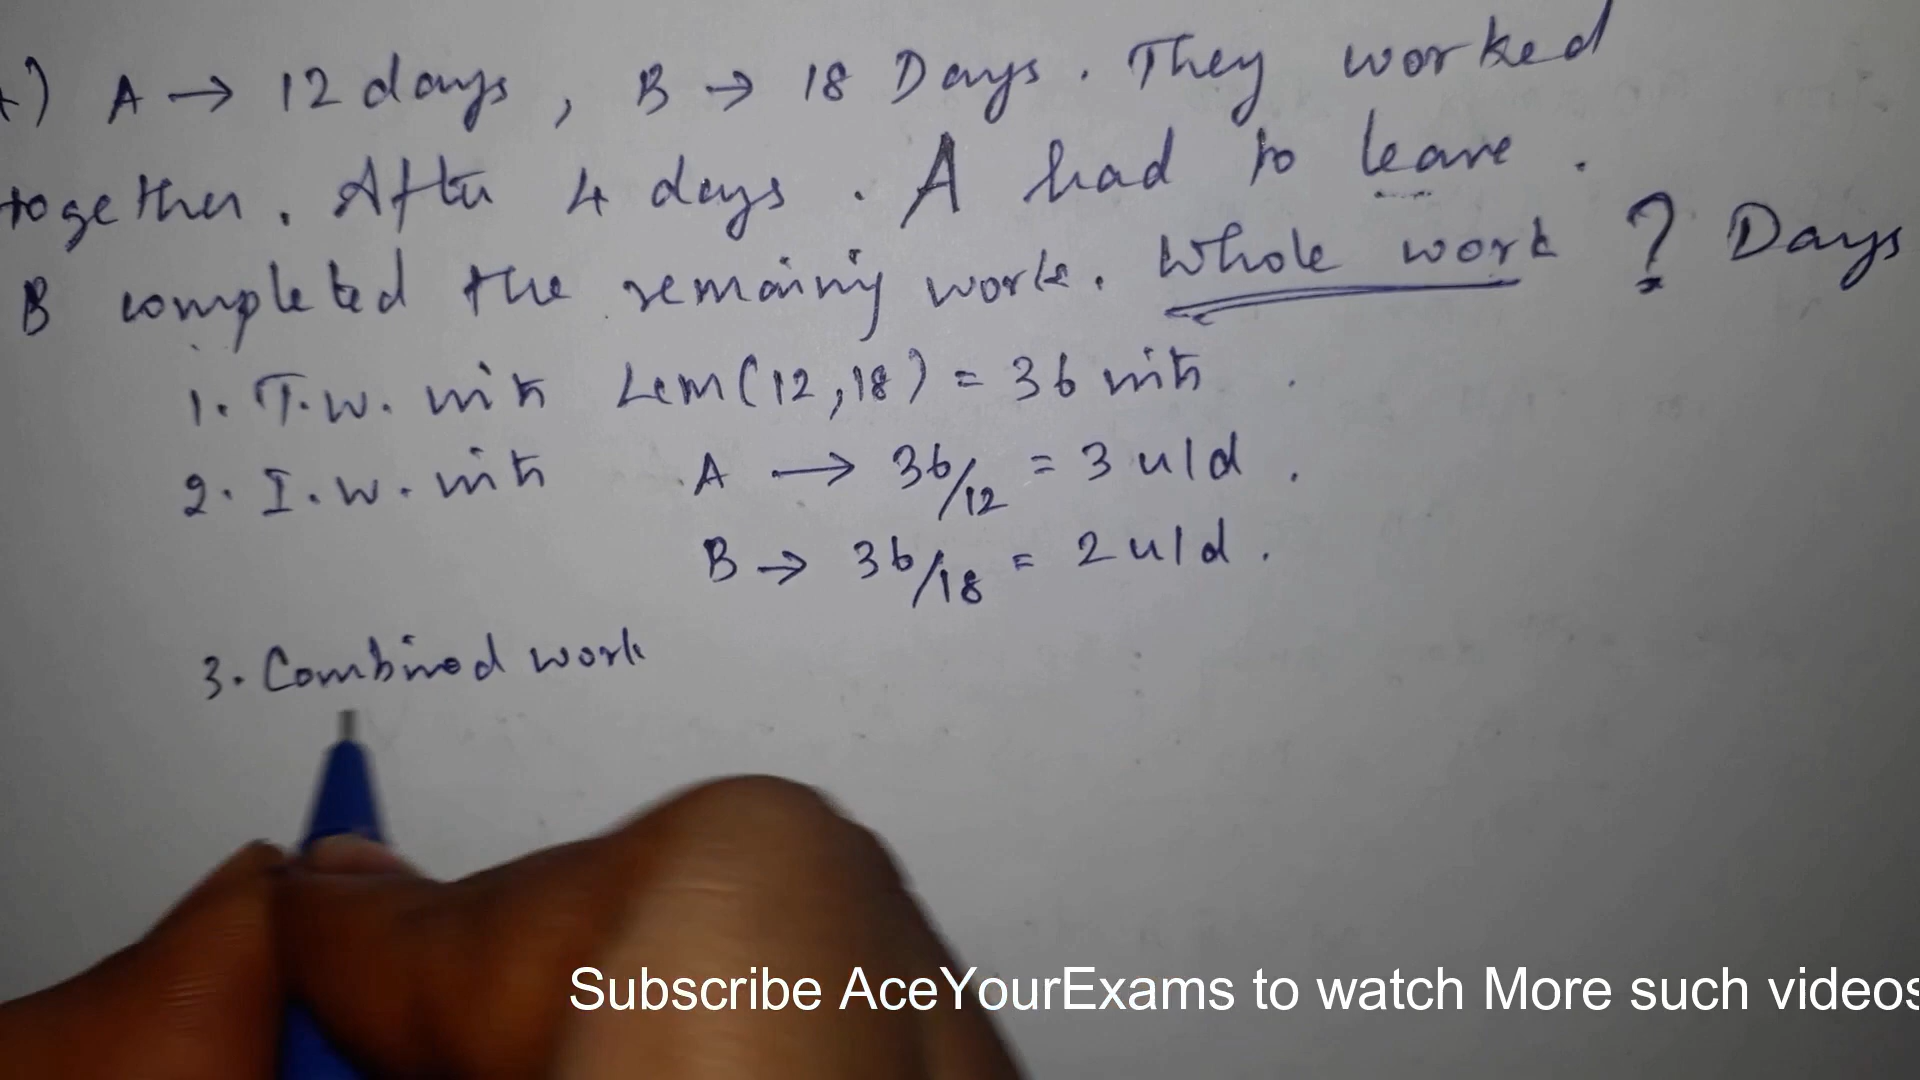 A → 12 days, B → 18 Days. They worked
together. After 4 days. A had to leave.
B completed the remaining work. Whole work ? Days
1. T.W. units Lcm(12,18) = 36 units
2. I.W. units A → 36/12 = 3 u/d.
B → 36/18 = 2 u/d.
3. Combined work
Subscribe AceYourExams to watch More such videos